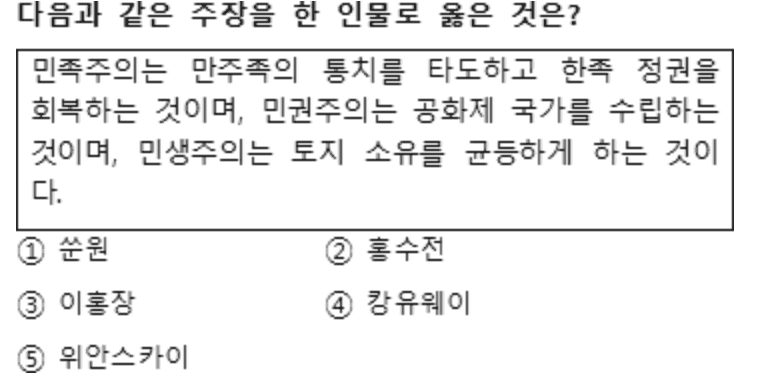 다음과 같은 주장을 한 인물로 옳은 것은?
민족주의는 만주족의 통치를 타도하고 한족 정권을
회복하는 것이며, 민권주의는 공화제 국가를 수립하는
것이며, 민생주의는 토지 소유를 균등하게 하는 것이
다.
① 쑨원 ② 홍수전
③ 이홍장 ④ 캉유웨이
⑤ 위안스카이